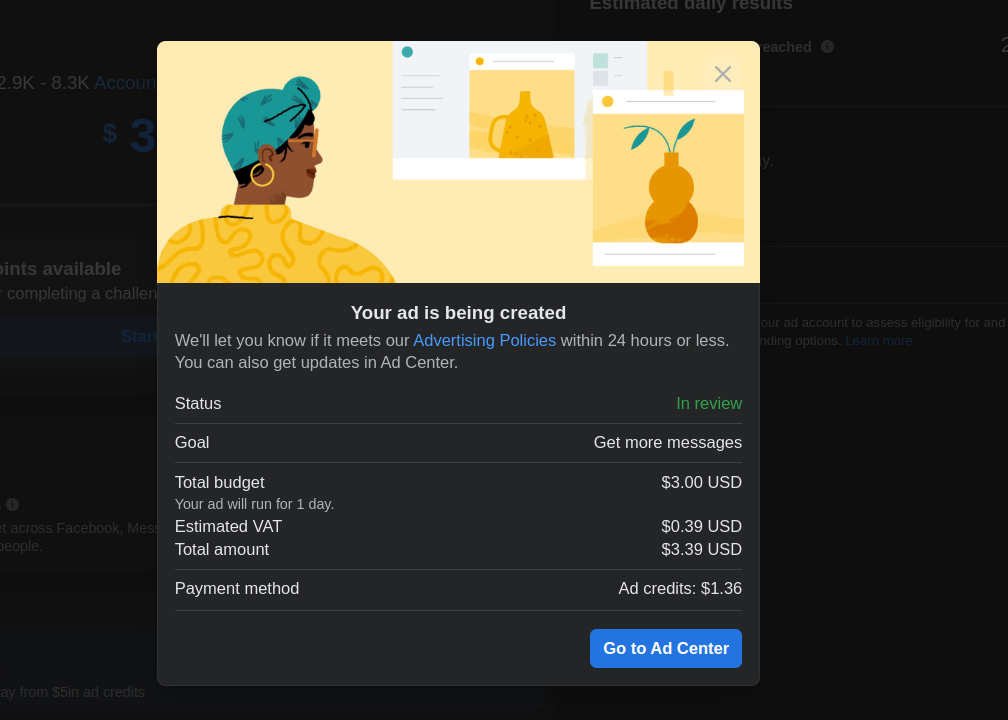 Estimated daily results
reached
2.9K - 8.3K
$ 3
ay.
oints available
r completing a challen
Start
our ad account to assess eligibility for and
nding options. Learn more
Your ad is being created
We'll let you know if it meets our Advertising Policies within 24 hours or less.
You can also get updates in Ad Center.
Status In review
Goal Get more messages
Total budget $3.00 USD
Your ad will run for 1 day.
Estimated VAT $0.39 USD
Total amount $3.39 USD
Payment method Ad credits: $1.36
Go to Ad Center
et across Facebook, Mess
people.
ay from $5in ad credits